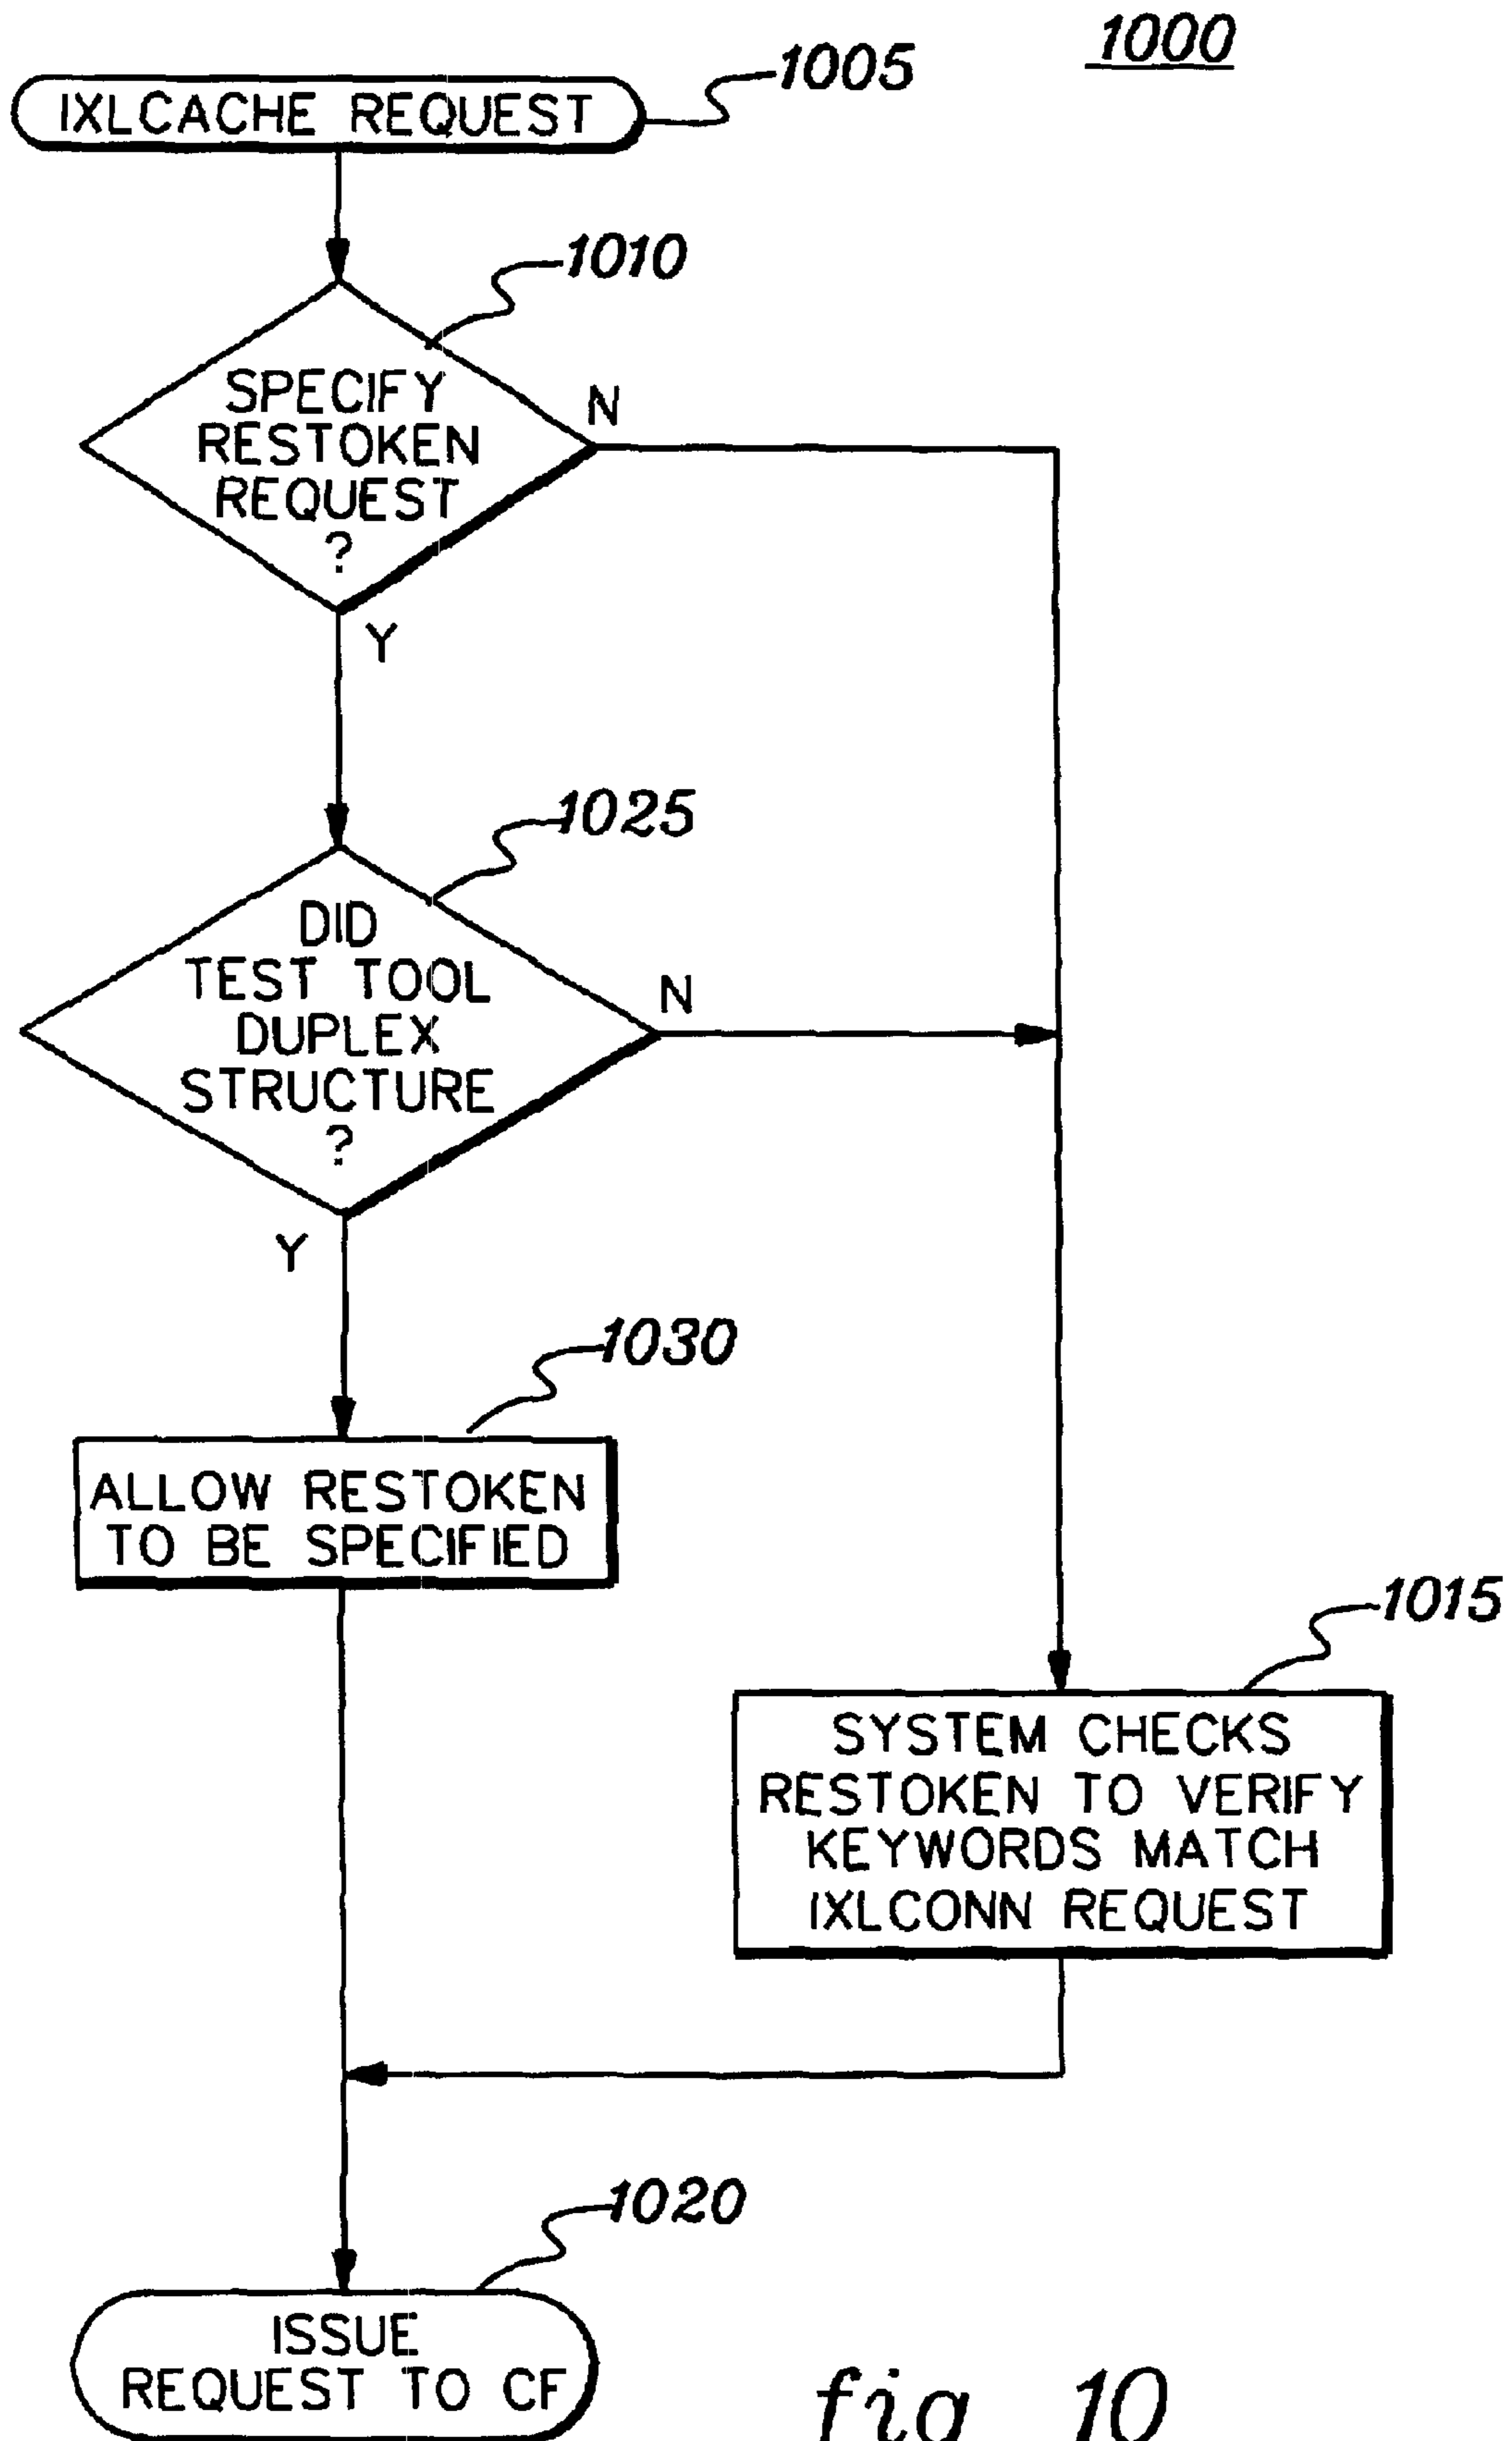 1000
IXLCACHE REQUEST
1005
1010
SPECIFY
RESTOKEN
REQUEST
?
N
Y
1025
DID
TEST TOOL
DUPLEX
STRUCTURE
?
N
Y
1030
ALLOW RESTOKEN
TO BE SPECIFIED
1015
SYSTEM CHECKS
RESTOKEN TO VERIFY
KEYWORDS MATCH
IXLCONN REQUEST
1020
ISSUE
REQUEST TO CF
fig 10